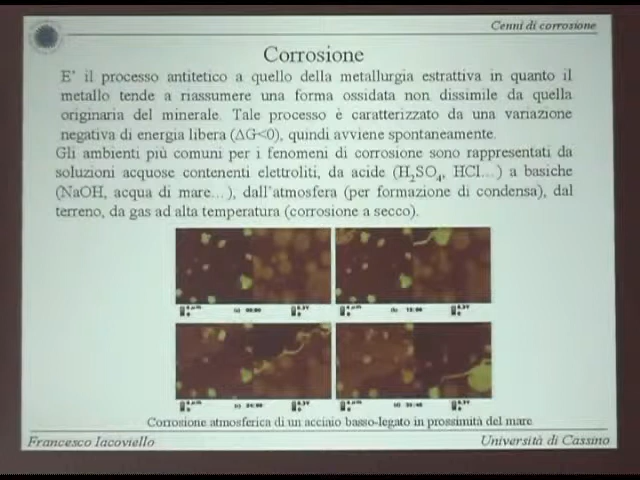 Cenni di corrosione
Corrosione
E' il processo antitetico a quello della metallurgia estrattiva in quanto il
metallo tende a riassumere una forma ossidata non dissimile da quella
originaria del minerale. Tale processo è caratterizzato da una variazione
negativa di energia libera (ΔG<0), quindi avviene spontaneamente.
Gli ambienti più comuni per i fenomeni di corrosione sono rappresentati da
soluzioni acquose contenenti elettroliti, da acide (H₂SO₄, HCl...) a basiche
(NaOH, acqua di mare...), dall'atmosfera (per formazione di condensa), dal
terreno, da gas ad alta temperatura (corrosione a secco).
Corrosione atmosferica di un acciaio basso-legato in prossimità del mare
Francesco Iacoviello
Università di Cassino